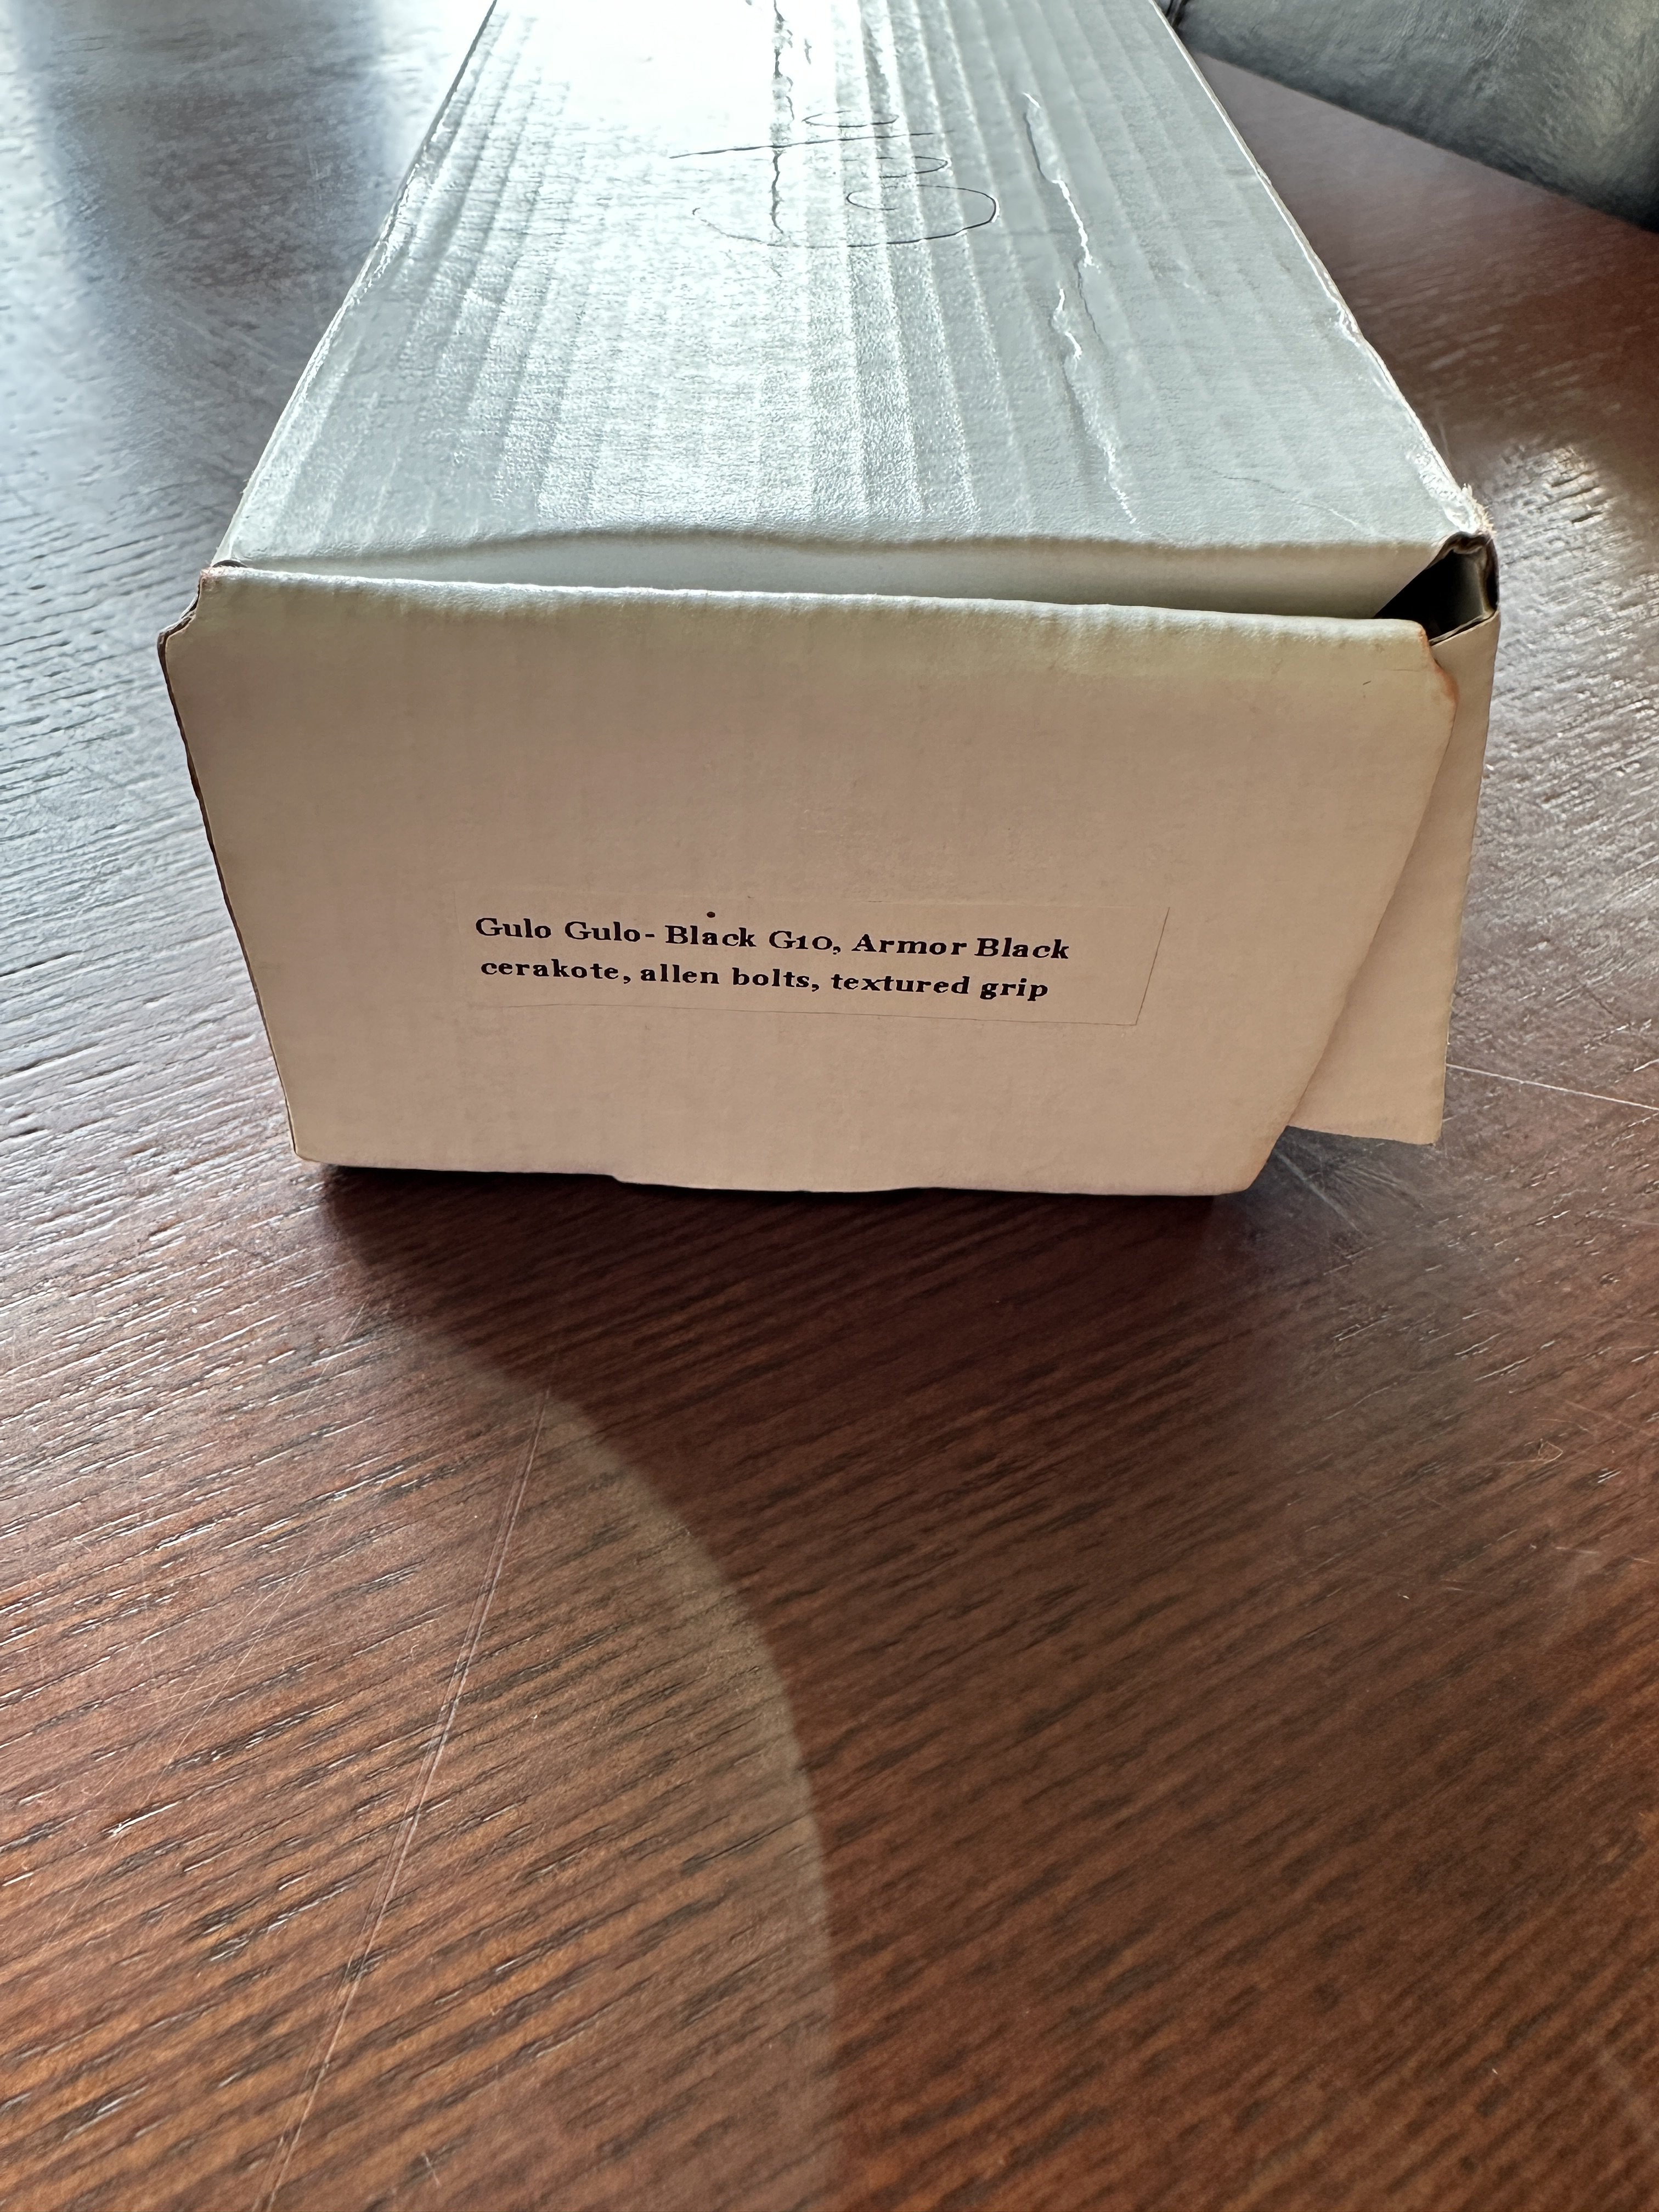 Gulo Gulo- Black G10, Armor Black
cerakote, allen bolts, textured grip